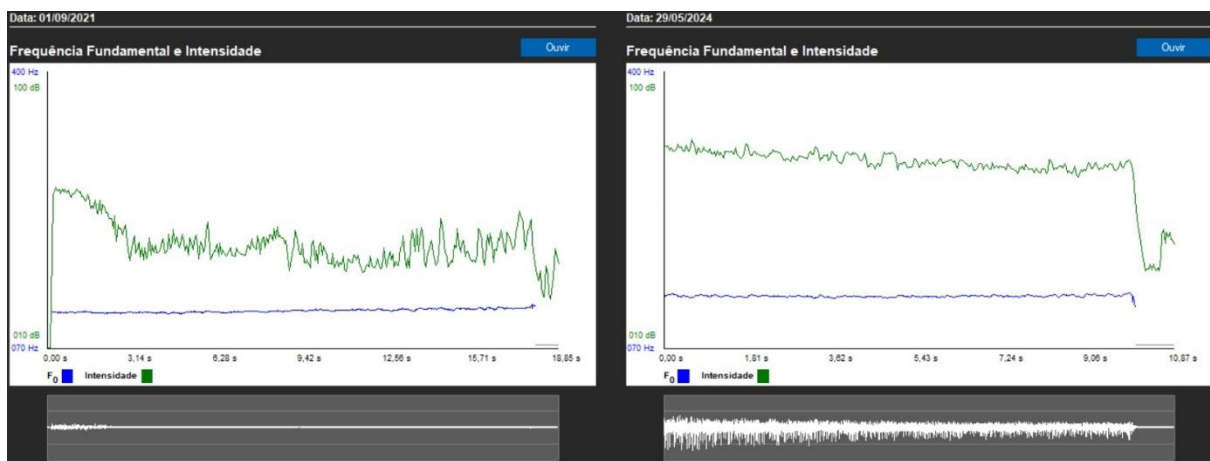 Data: 01/09/2021
Frequência Fundamental e Intensidade
Ouvir
400 Hz
100 dB
010 dB
070 Hz
0,00 s 3,14 s 6,28 s 9,42 s 12,56 s 15,71 s 18,85 s
F0 Intensidade
Data: 29/05/2024
Frequência Fundamental e Intensidade
Ouvir
400 Hz
100 dB
010 dB
070 Hz
0,00 s 1,81 s 3,62 s 5,43 s 7,24 s 9,06 s 10,87 s
F0 Intensidade